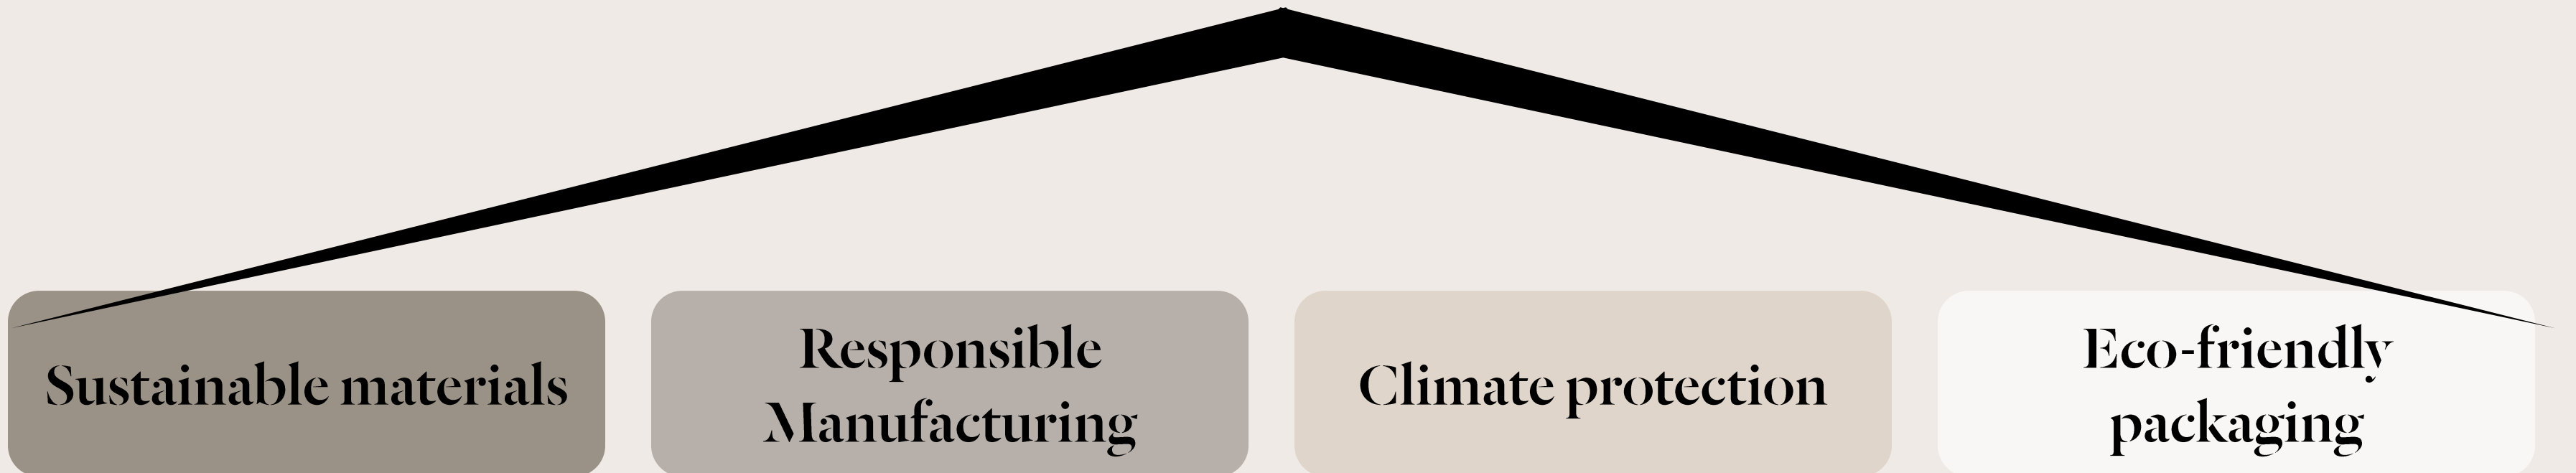 Sustainable materials
Responsible
Manufacturing
Climate protection
Eco-friendly
packaging